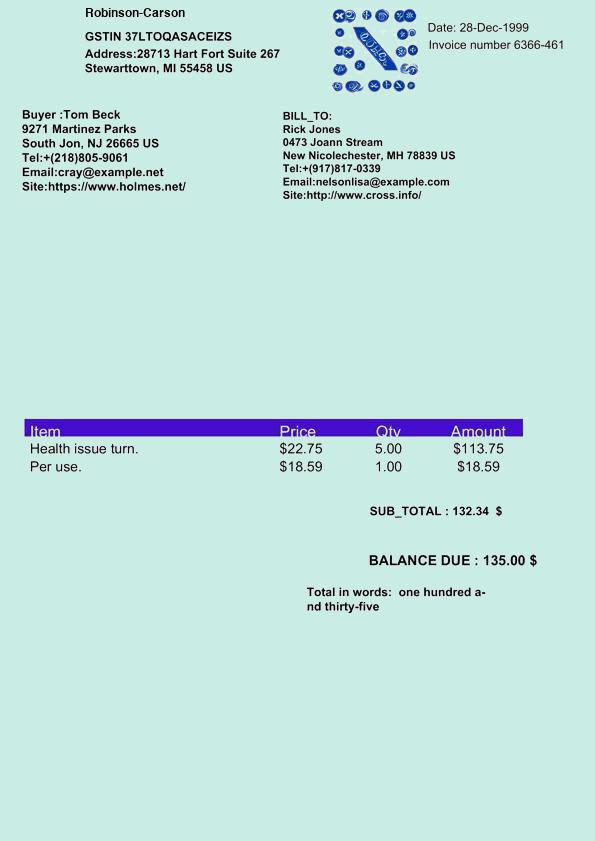 Robinson-Carson
GSTIN 37LTOQASACEIZS
Address:28713 Hart Fort Suite 267
Stewarttown, MI 55458 US
Date: 28-Dec-1999
Invoice number 6366-461
Buyer :Tom Beck
9271 Martinez Parks
South Jon, NJ 26665 US
Tel:+(218)805-9061
Email:cray@example.net
Site:https://www.holmes.net/
BILL_TO:
Rick Jones
0473 Joann Stream
New Nicolechester, MH 78839 US
Tel:+(917)817-0339
Email:nelsonlisa@example.com
Site:http://www.cross.info/
Item Price Qty Amount
Health issue turn. $22.75 5.00 $113.75
Per use. $18.59 1.00 $18.59
SUB_TOTAL : 132.34 $
BALANCE DUE : 135.00 $
Total in words: one hundred a-
nd thirty-five